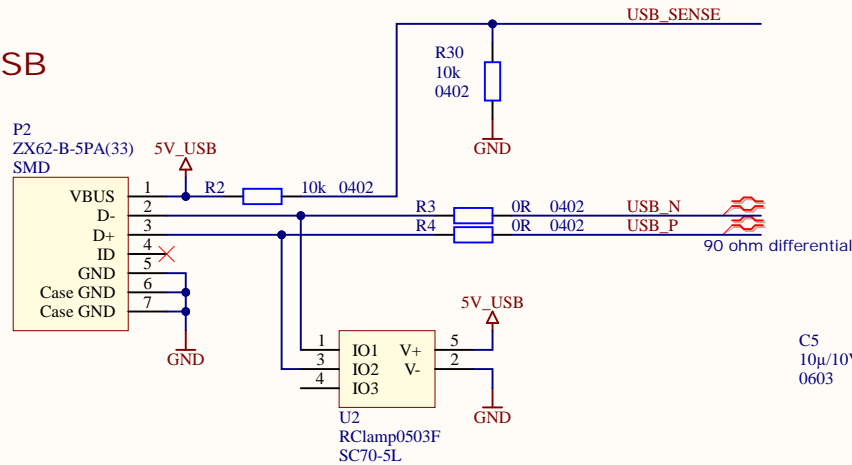 USB_SENSE
SB
R30
10k
0402
GND
P2
ZX62-B-5PA(33)
SMD
5V_USB
R2 10k 0402
VBUS 1
D- 2
D+ 3
ID 4
GND 5
Case GND 6
Case GND 7
GND
R3 0R 0402 USB_N
R4 0R 0402 USB_P
90 ohm differential
5V_USB
1 IO1 V+ 5
3 IO2 V- 2
4 IO3
GND
U2
RClamp0503F
SC70-5L
C5
10µ/10V
0603